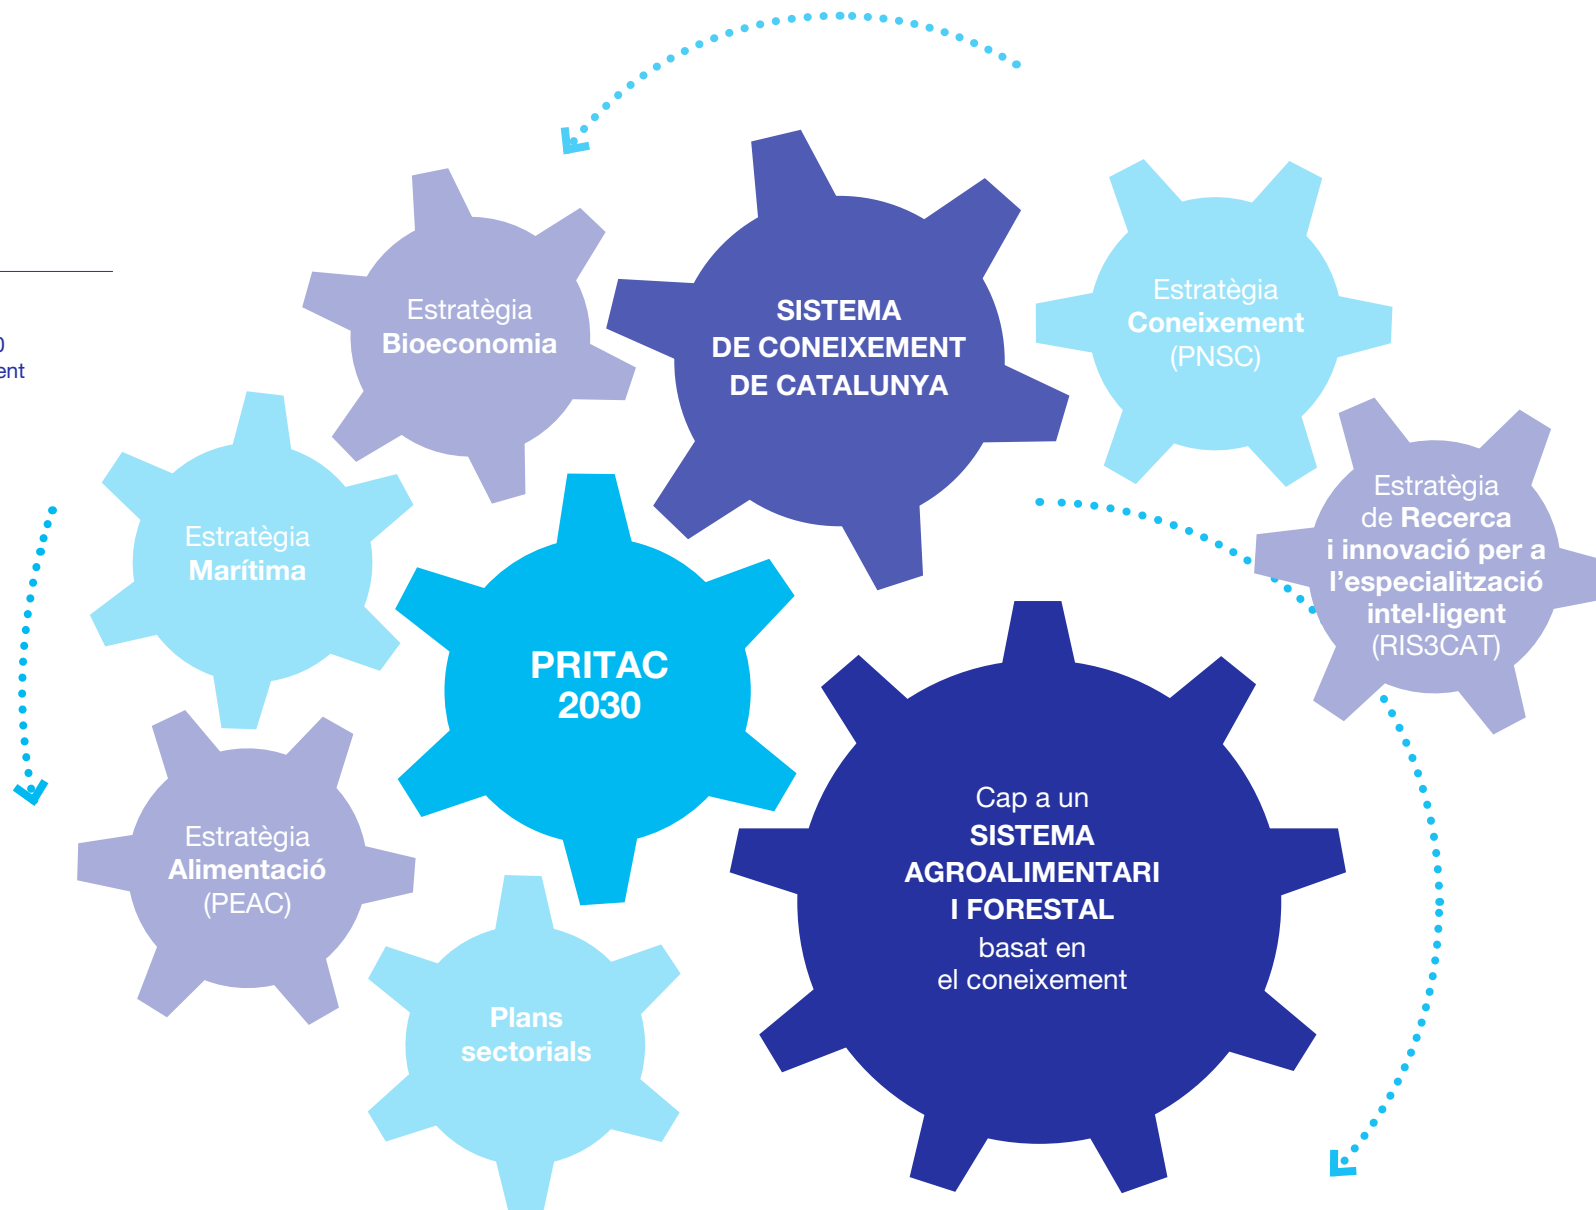 ent
Estratègia
Bioeconomia
SISTEMA
DE CONEIXEMENT
DE CATALUNYA
Estratègia
Coneixement
(PNSC)
Estratègia
de Recerca
i innovació per a
l’especialització
intel·ligent
(RIS3CAT)
Estratègia
Marítima
PRITAC
2030
Estratègia
Alimentació
(PEAC)
Cap a un
SISTEMA
AGROALIMENTARI
I FORESTAL
basat en
el coneixement
Plans
sectorials